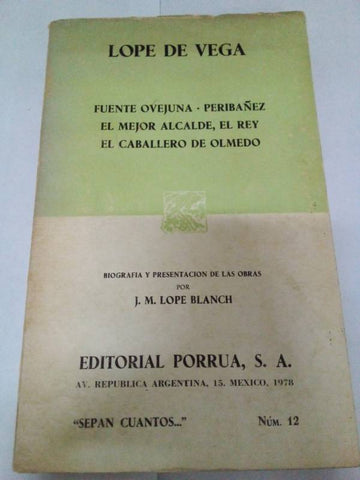 LOPE DE VEGA
FUENTE OVEJUNA · PERIBAÑEZ
EL MEJOR ALCALDE, EL REY
EL CABALLERO DE OLMEDO
BIOGRAFIA Y PRESENTACION DE LAS OBRAS
POR
J. M. LOPE BLANCH
EDITORIAL PORRUA, S. A.
AV. REPUBLICA ARGENTINA, 15. MEXICO, 1978
"SEPAN CUANTOS..." NÚM. 12